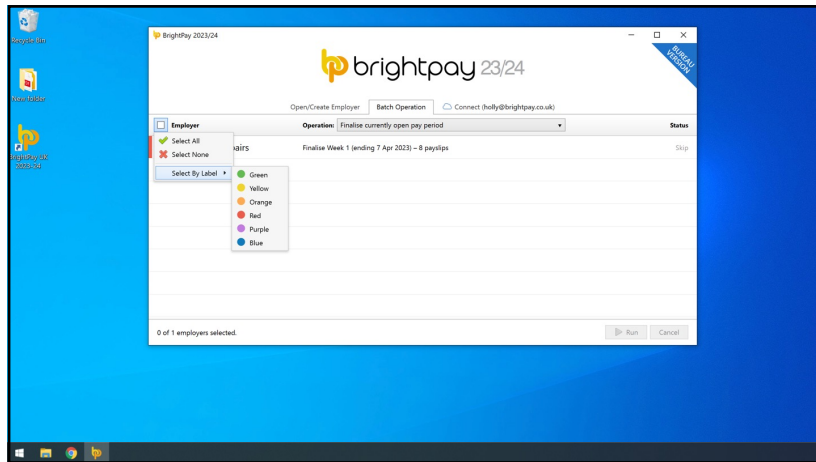 Recycle Bin
New folder
BrightPay UK
2023-24
BrightPay 2023/24
brightpay 23/24
BUREAU
VERSION
Open/Create Employer
Batch Operation
Connect (holly@brightpay.co.uk)
Employer
Operation: Finalise currently open pay period
Status
Select All
Select None
Select By Label
airs
Finalise Week 1 (ending 7 Apr 2023) – 8 payslips
Skip
Green
Yellow
Orange
Red
Purple
Blue
0 of 1 employers selected.
Run
Cancel